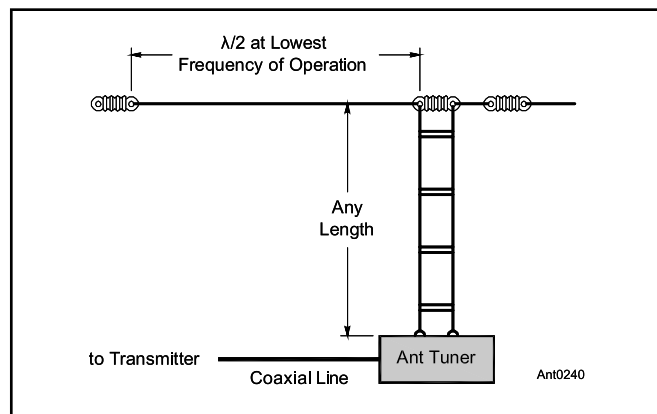 λ/2 at Lowest
Frequency of Operation
Any
Length
to Transmitter
Coaxial Line
Ant Tuner
Ant0240